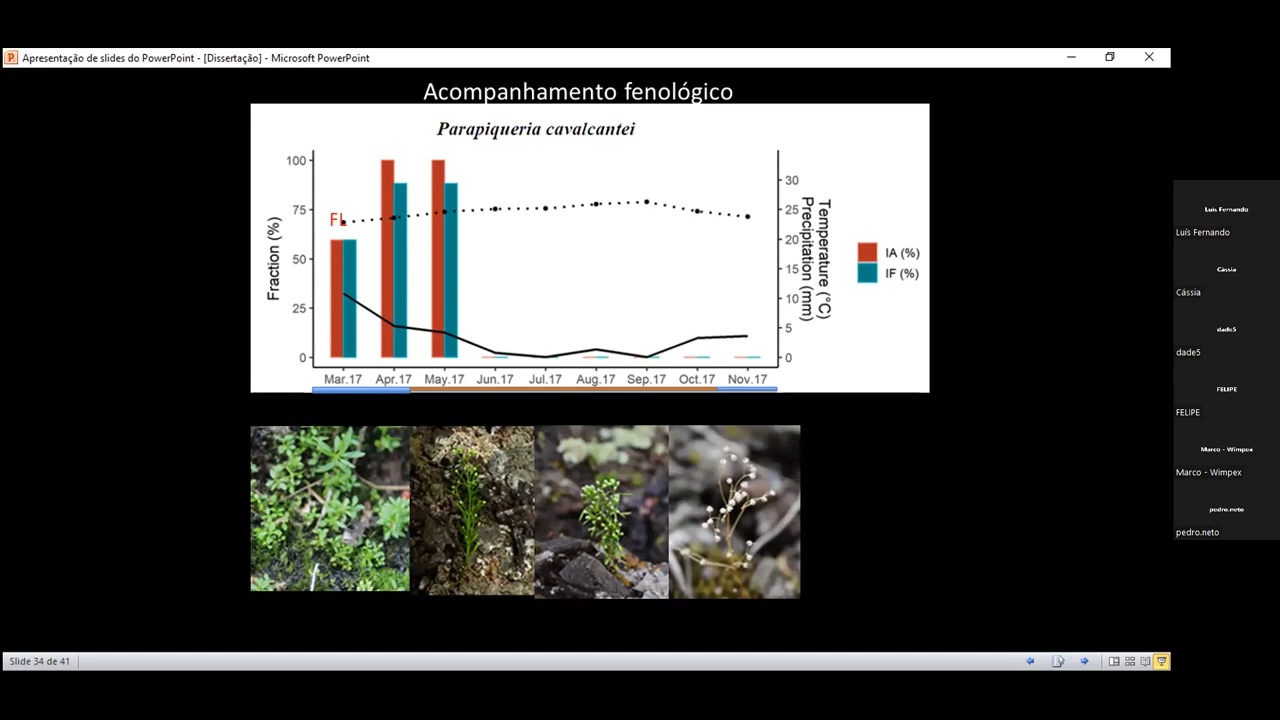 Apresentação de slides do PowerPoint - [Dissertação] - Microsoft PowerPoint
Acompanhamento fenológico
Parapiqueria cavalcantei
100
75
50
25
0
Fraction (%)
FL
30
25
20
15
10
5
0
Temperature (°C)
Precipitation (mm)
IA (%)
IF (%)
Mar.17 Apr.17 May.17 Jun.17 Jul.17 Aug.17 Sep.17 Oct.17 Nov.17
Luís Fernando
Luís Fernando
Cássia
Cássia
dade5
dade5
FELIPE
FELIPE
Marco - Wimpex
Marco - Wimpex
pedro.neto
pedro.neto
Slide 34 de 41